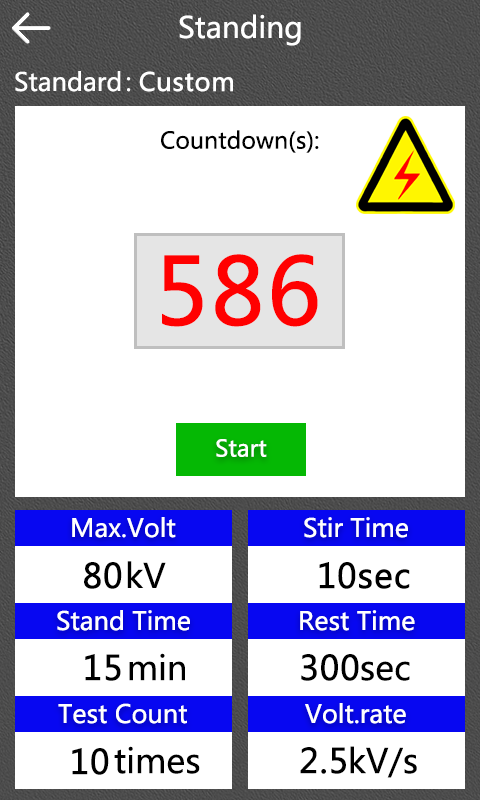 Standing
Standard: Custom
Countdown(s):
586
Start
Max.Volt
Stir Time
80kV
10sec
Stand Time
Rest Time
15min
300sec
Test Count
Volt.rate
10times
2.5kV/s